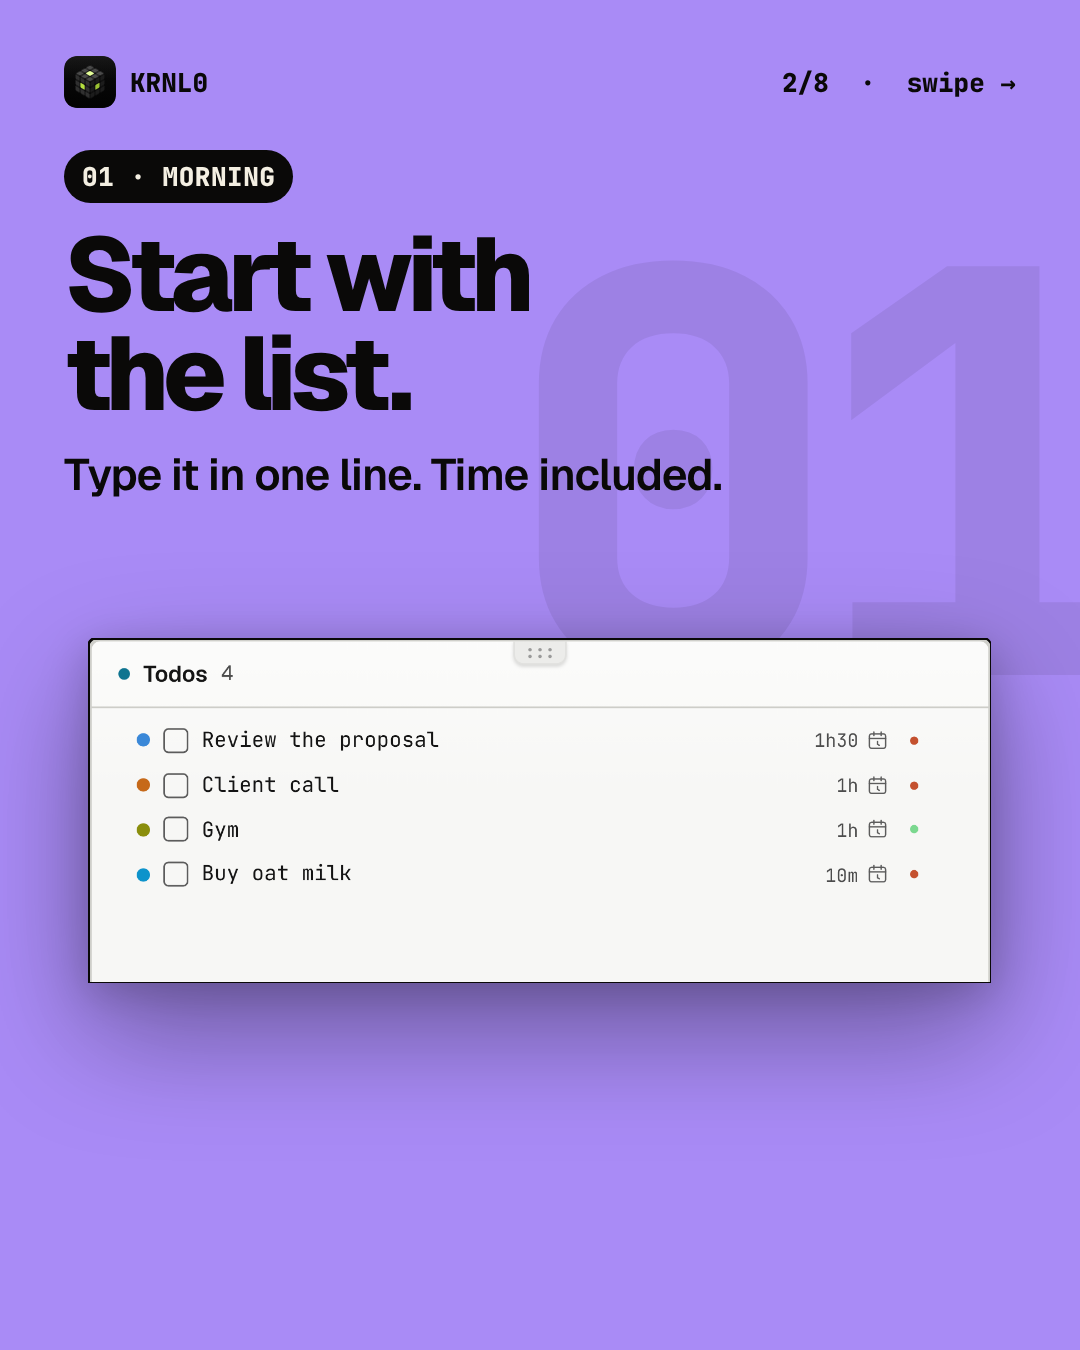 KRNL0
2/8 · swipe →
01 · MORNING
01
Start with
the list.
Type it in one line. Time included.
Todos 4
Review the proposal 1h30
Client call 1h
Gym 1h
Buy oat milk 10m